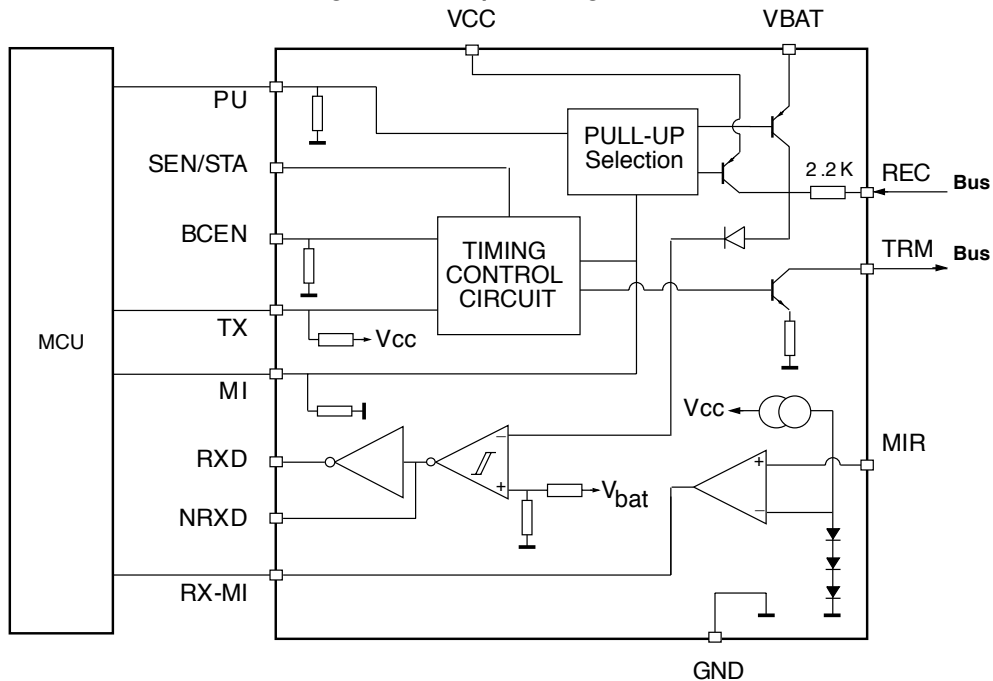 VCC
VBAT
PU
PULL-UP
Selection
SEN/STA
2.2K
REC
Bus
BCEN
TIMING
CONTROL
CIRCUIT
TRM
Bus
TX
Vcc
MCU
MI
Vcc
MIR
RXD
−
+
Vbat
+
−
NRXD
RX-MI
GND